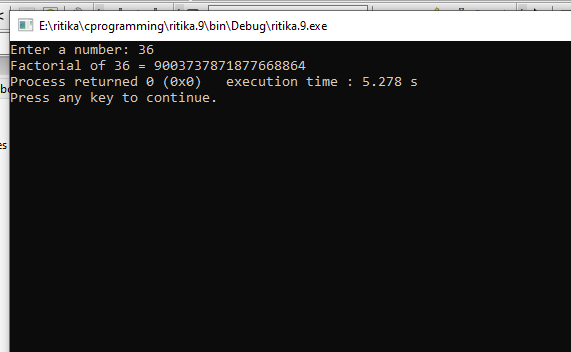 E:\ritika\cprogramming\ritika.9\bin\Debug\ritika.9.exe
Enter a number: 36
Factorial of 36 = 9003737871877668864
Process returned 0 (0x0)   execution time : 5.278 s
Press any key to continue.